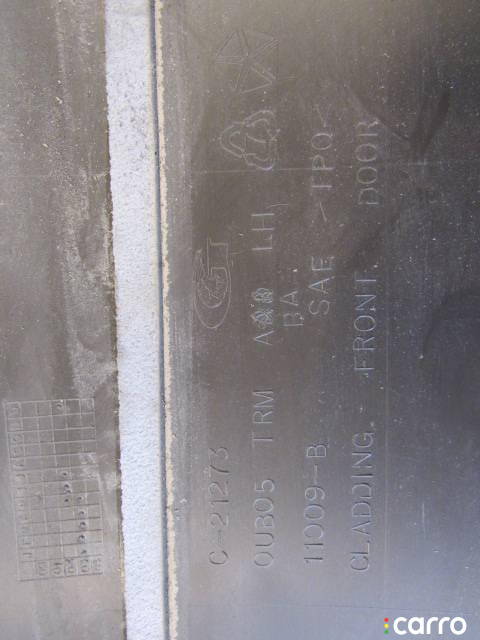 C-21273
0UB05 TRM LH
11009-B BA
SAE >TPO<
CLADDING, FRONT. DOOR
carro